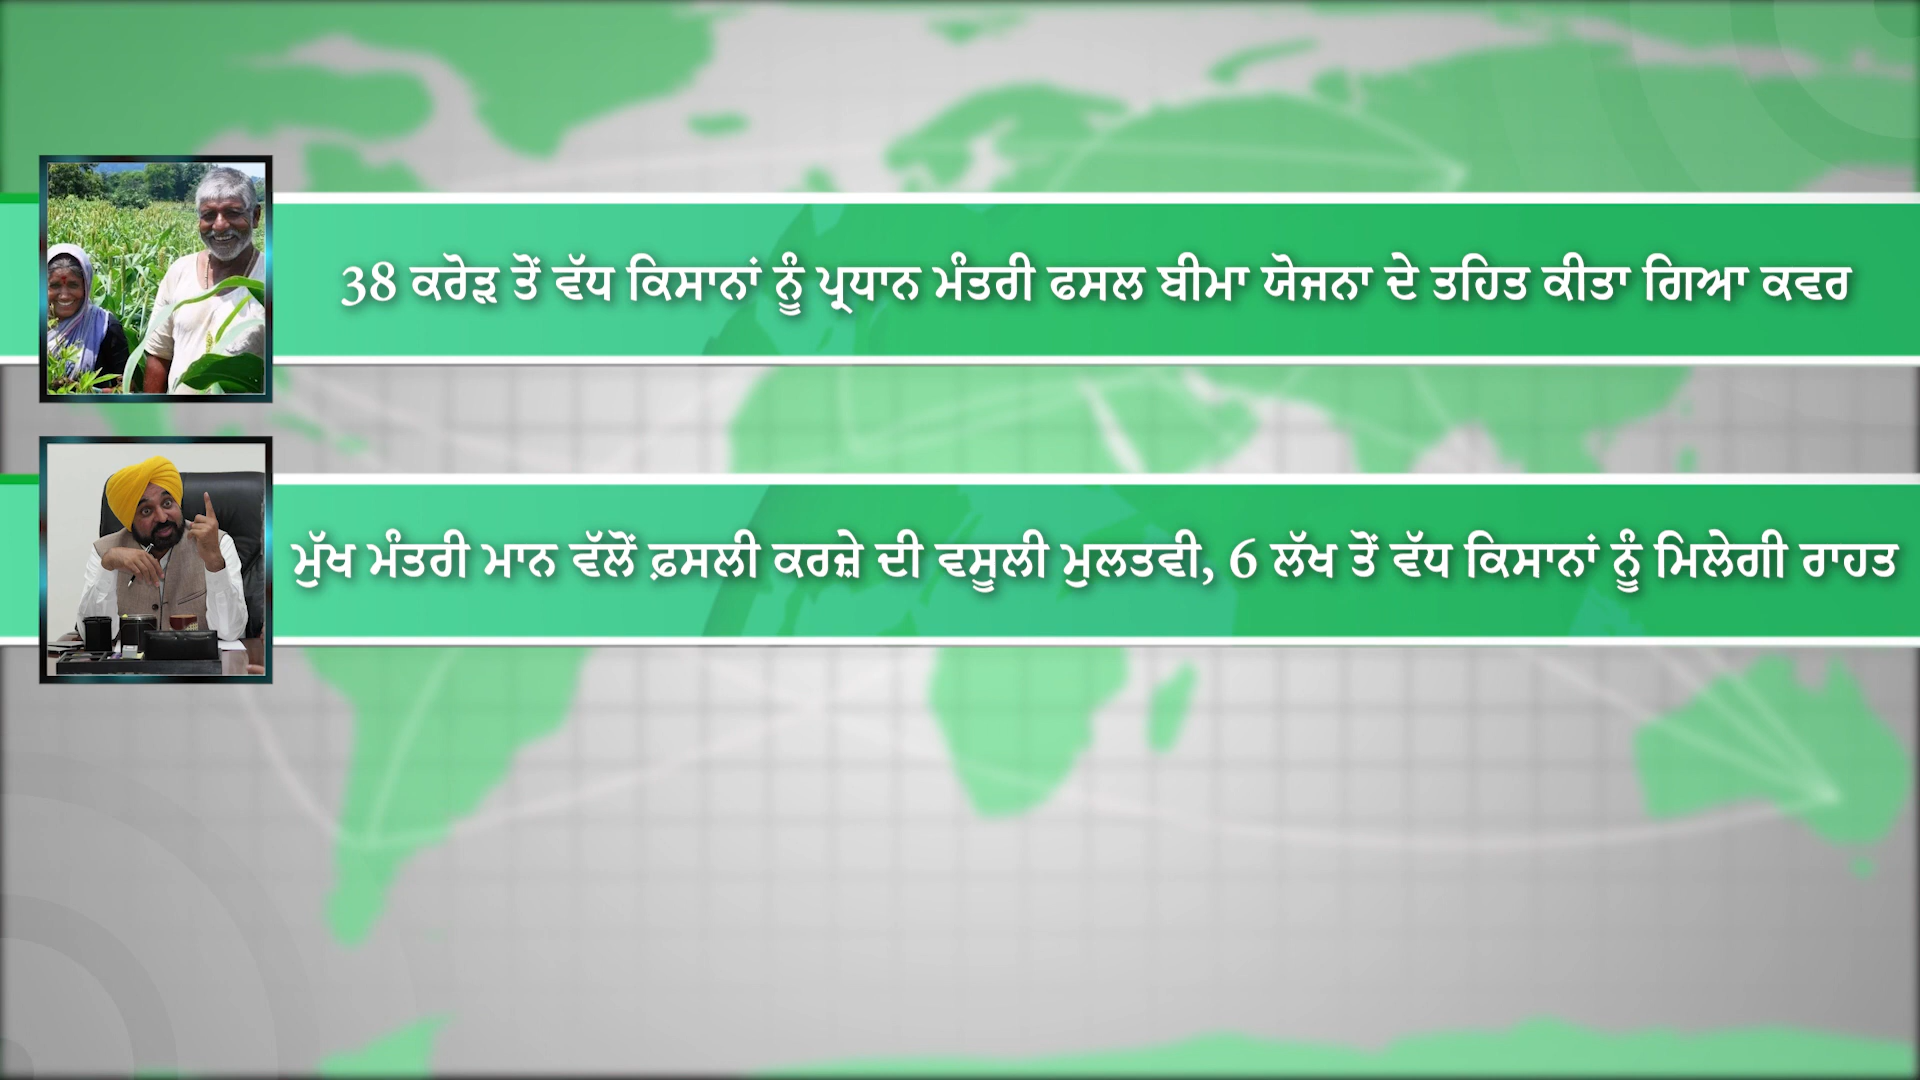 38 ਕਰੋੜ ਤੋਂ ਵੱਧ ਕਿਸਾਨਾਂ ਨੂੰ ਪ੍ਰਧਾਨ ਮੰਤਰੀ ਫਸਲ ਬੀਮਾ ਯੋਜਨਾ ਦੇ ਤਹਿਤ ਕੀਤਾ ਗਿਆ ਕਵਰ
ਮੁੱਖ ਮੰਤਰੀ ਮਾਨ ਵੱਲੋਂ ਫ਼ਸਲੀ ਕਰਜ਼ੇ ਦੀ ਵਸੂਲੀ ਮੁਲਤਵੀ, 6 ਲੱਖ ਤੋਂ ਵੱਧ ਕਿਸਾਨਾਂ ਨੂੰ ਮਿਲੇਗੀ ਰਾਹਤ